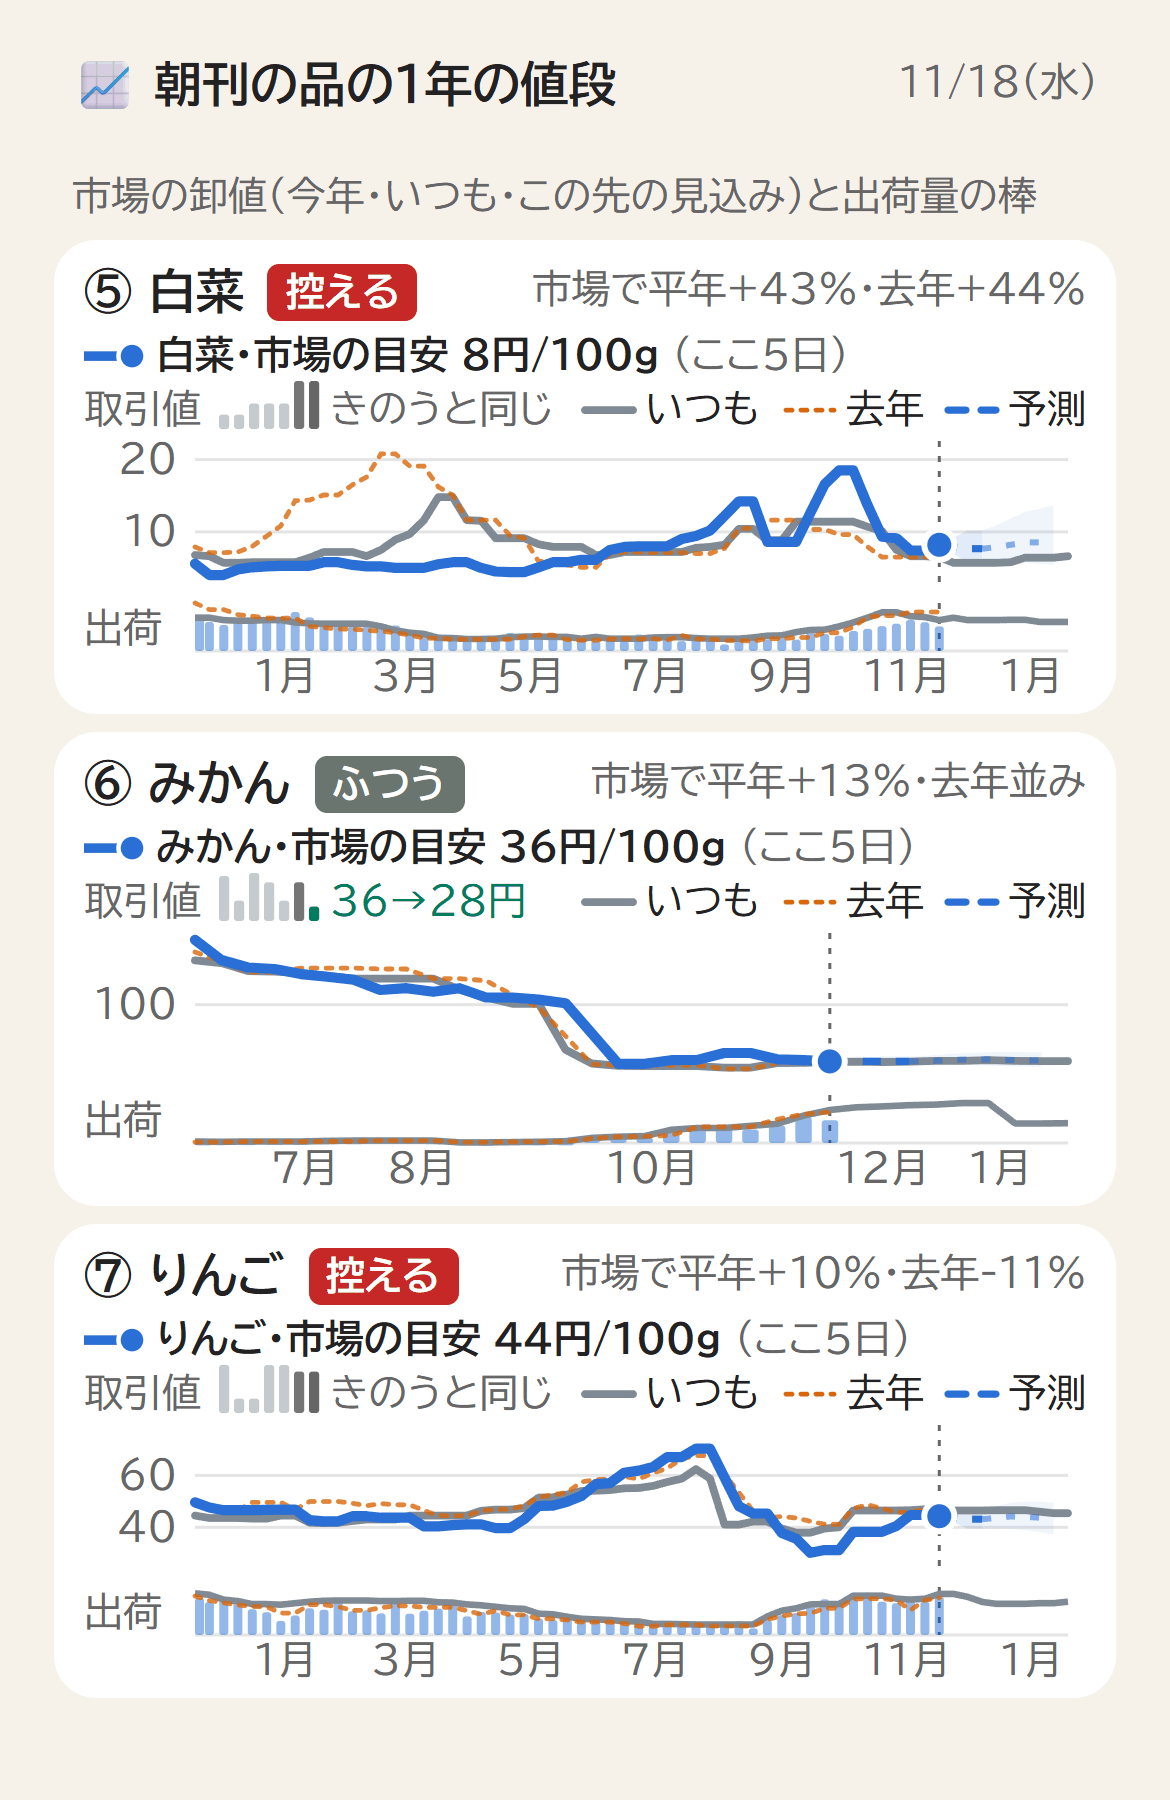 朝刊の品の1年の値段
11/18(水)
市場の卸値(今年・いつも・この先の見込み)と出荷量の棒
⑤ 白菜 控える 市場で平年+43%・去年+44%
白菜・市場の目安 8円/100g (ここ5日)
取引値 きのうと同じ いつも 去年 予測
20
10
出荷
1月 3月 5月 7月 9月 11月 1月
⑥ みかん ふつう 市場で平年+13%・去年並み
みかん・市場の目安 36円/100g (ここ5日)
取引値 36→28円 いつも 去年 予測
100
出荷
7月 8月 10月 12月 1月
⑦ りんご 控える 市場で平年+10%・去年-11%
りんご・市場の目安 44円/100g (ここ5日)
取引値 きのうと同じ いつも 去年 予測
60
40
出荷
1月 3月 5月 7月 9月 11月 1月